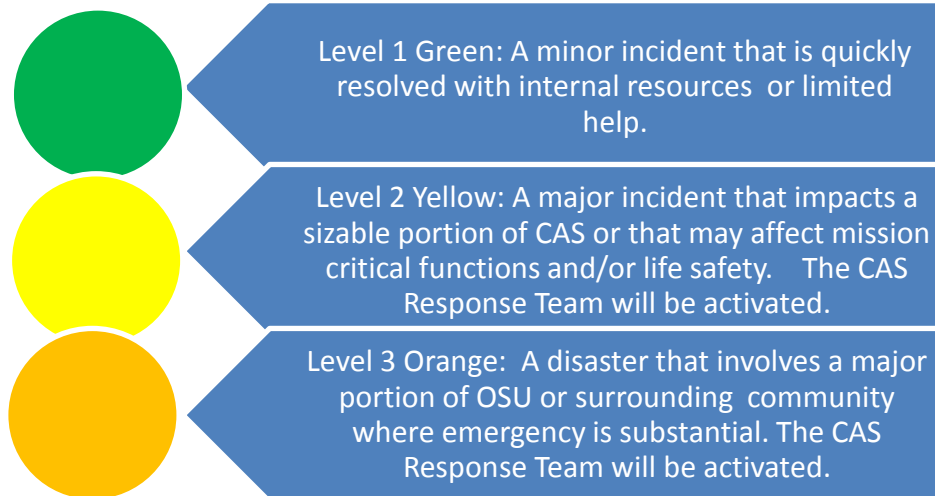 Level 1 Green: A minor incident that is quickly
resolved with internal resources  or limited
help.
Level 2 Yellow: A major incident that impacts a
sizable portion of CAS or that may affect mission
critical functions and/or life safety.    The CAS
Response Team will be activated.
Level 3 Orange:  A disaster that involves a major
portion of OSU or surrounding  community
where emergency is substantial. The CAS
Response Team will be activated.